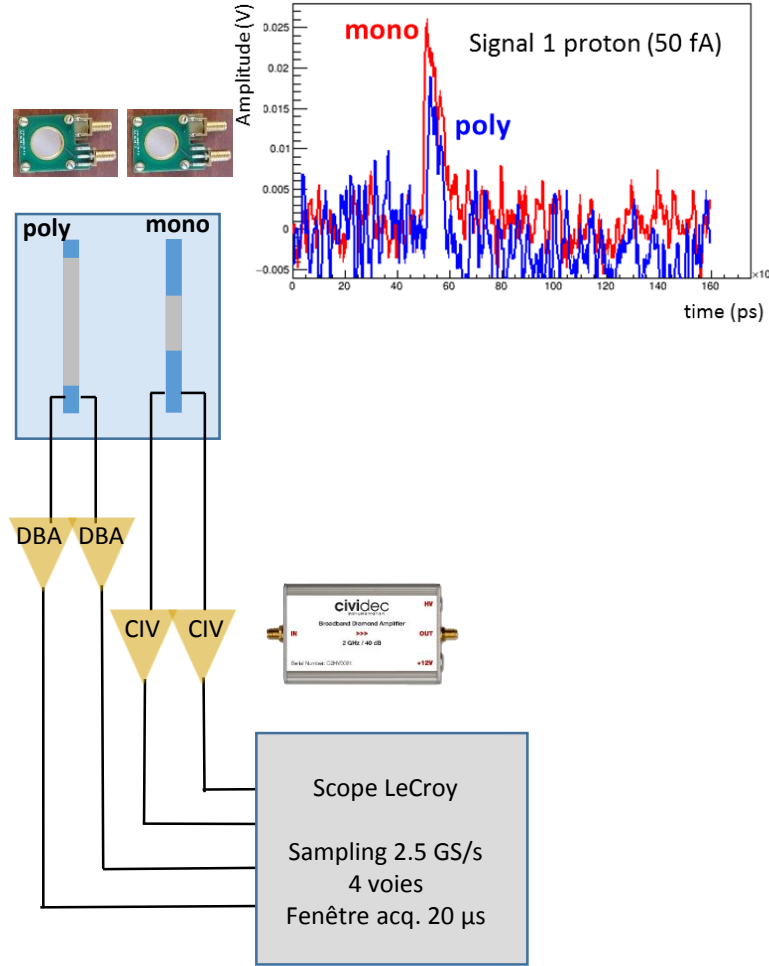 Amplitude (V)
mono
Signal 1 proton (50 fA)
poly
0.025
0.02
0.015
0.01
0.005
0
−0.005
0 20 40 60 80 100 120 140 160
time (ps)
poly
mono
DBA
DBA
CIV
CIV
cividec
Broadband Diamond Amplifier
HV
IN
>>>
OUT
2 GHz / 40 dB
+12V
Scope LeCroy
Sampling 2.5 GS/s
4 voies
Fenêtre acq. 20 µs